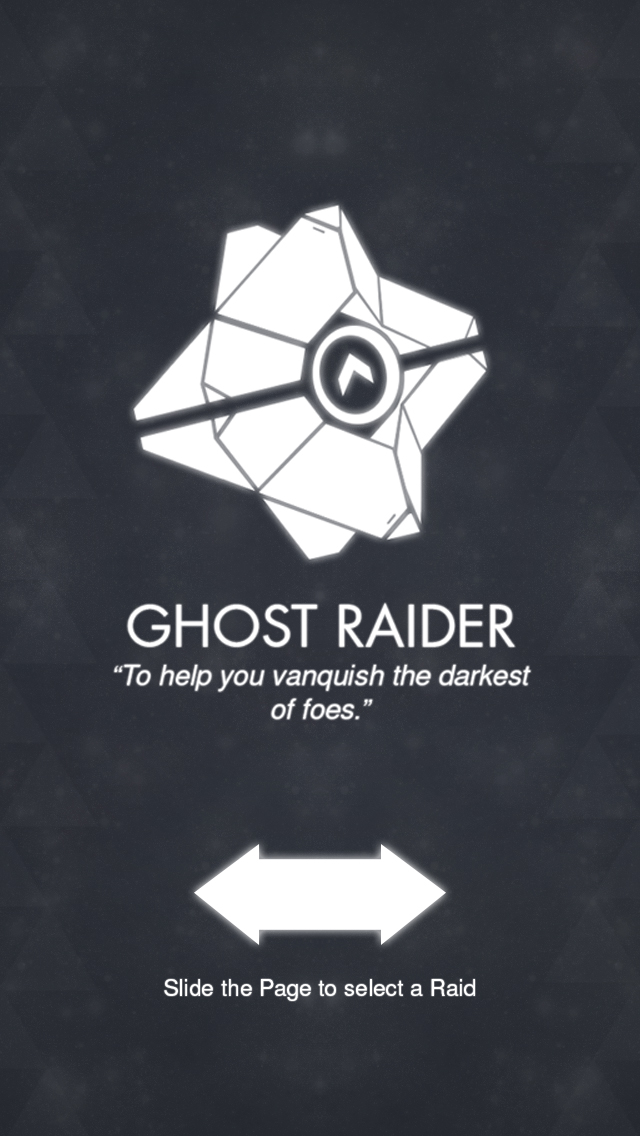 GHOST RAIDER
“To help you vanquish the darkest
of foes.”
Slide the Page to select a Raid